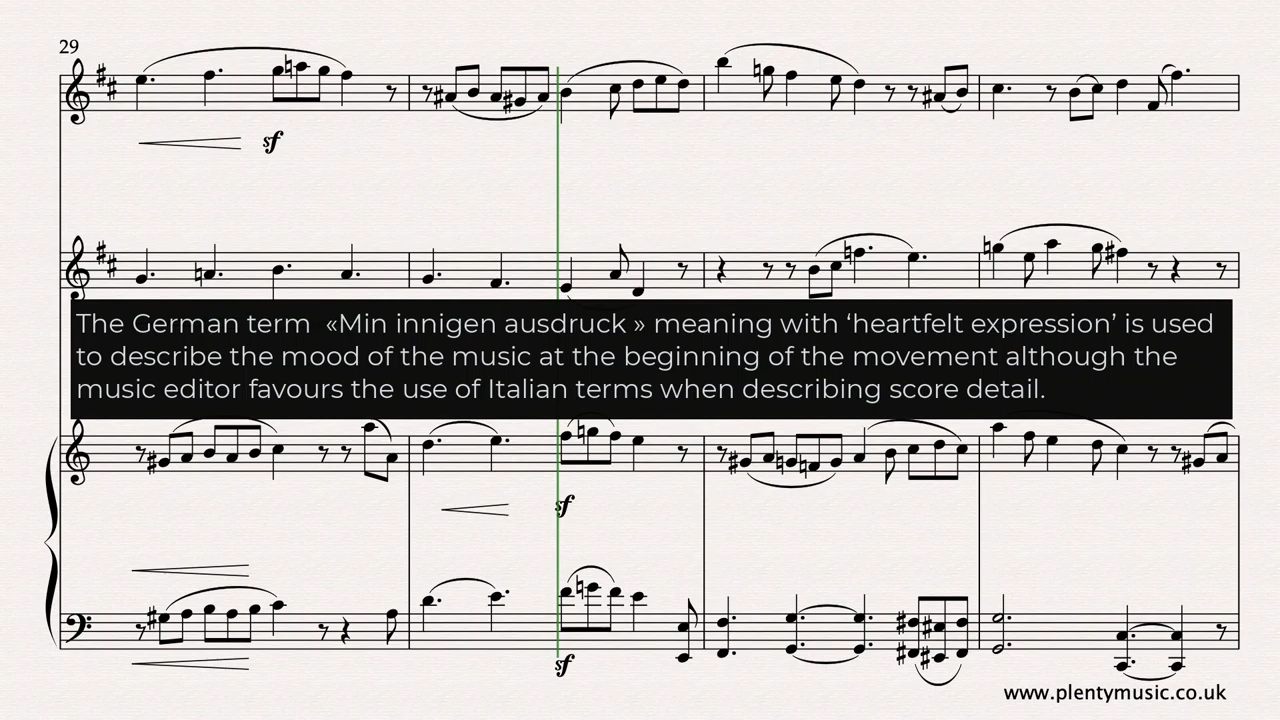 29
sf
The German term «Min innigen ausdruck » meaning with ‘heartfelt expression’ is used
to describe the mood of the music at the beginning of the movement although the
music editor favours the use of Italian terms when describing score detail.
sf
sf
www.plentymusic.co.uk